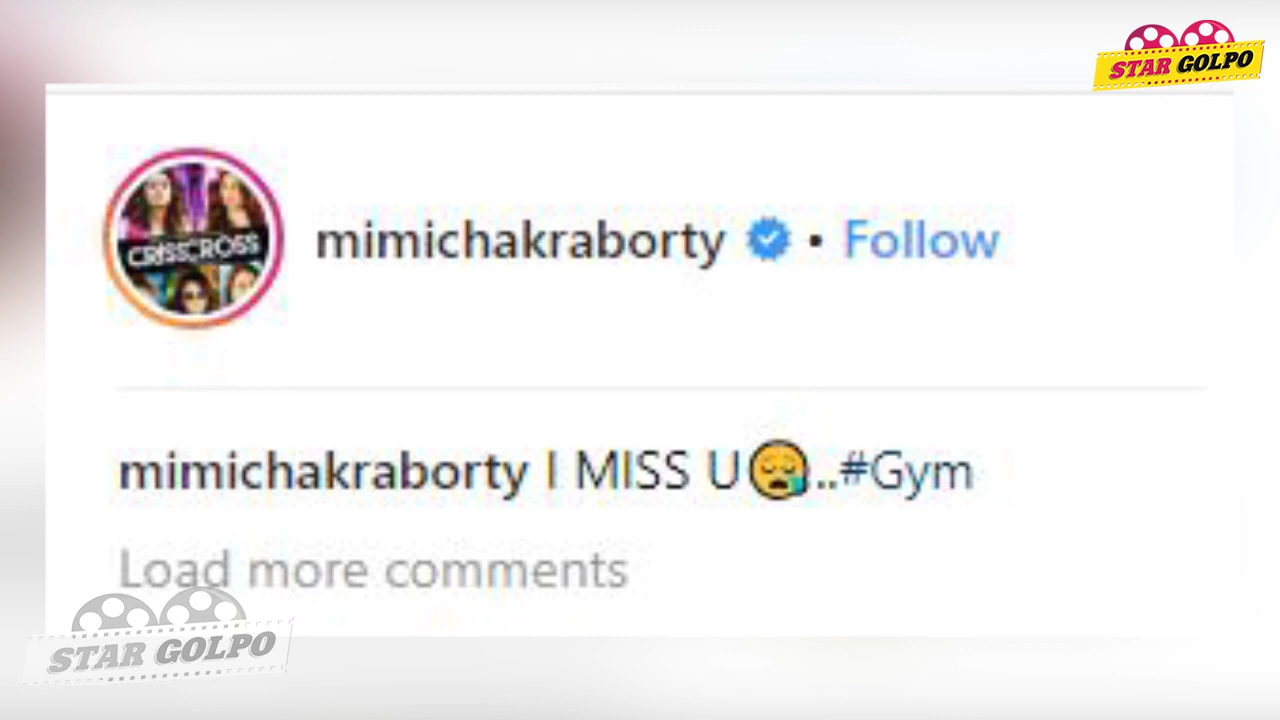 STAR GOLPO
CRISSCROSS
mimichakraborty • Follow
mimichakraborty I MISS U😪..#Gym
Load more comments
STAR GOLPO